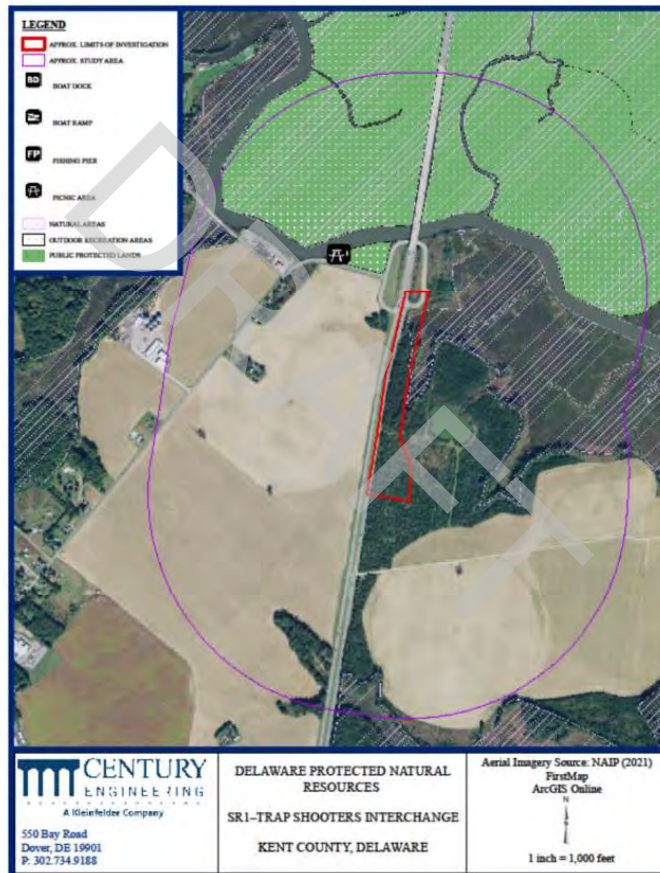 LEGEND
APPROX. LIMITS OF INVESTIGATION
APPROX. STUDY AREA
BD
BOAT DOCK
BOAT RAMP
FP
FISHING PIER
PICNIC AREA
NATURAL AREAS
OUTDOOR RECREATION AREAS
PUBLIC PROTECTED LANDS
DRAFT
CENTURY
ENGINEERING
A Kleinfelder Company
550 Bay Road
Dover, DE 19901
P: 302.734.9188
DELAWARE PROTECTED NATURAL
RESOURCES
SR1–TRAP SHOOTERS INTERCHANGE
KENT COUNTY, DELAWARE
Aerial Imagery Source: NAIP (2021)
FirstMap
ArcGIS Online
N
1 inch = 1,000 feet